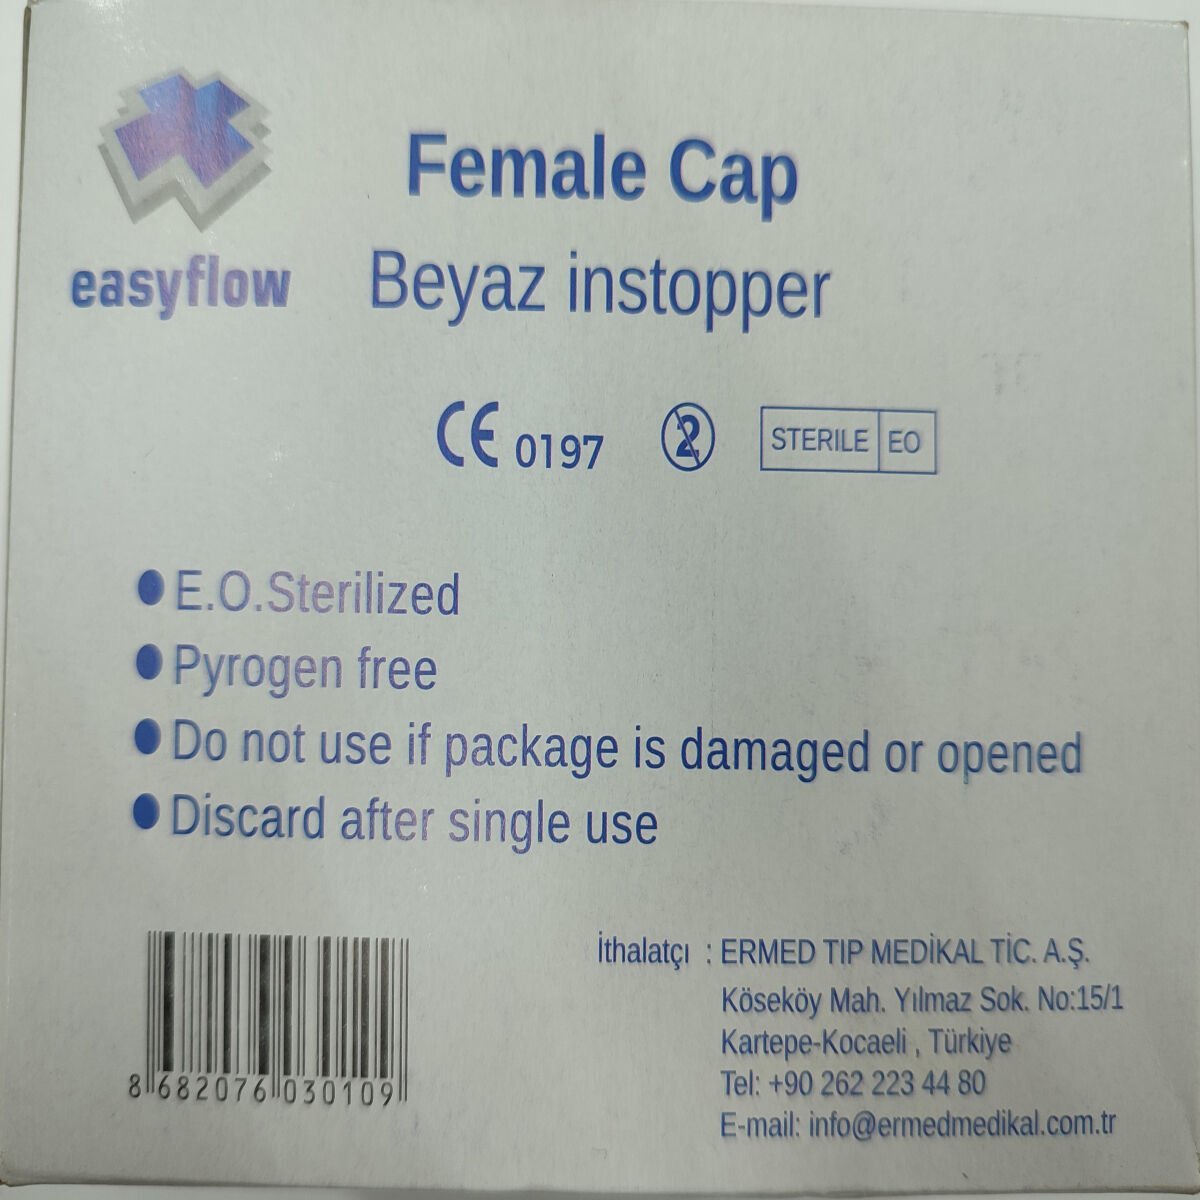 easyflow
Female Cap
Beyaz instopper
CE 0197
2
STERILE EO
E.O.Sterilized
Pyrogen free
Do not use if package is damaged or opened
Discard after single use
8 682076 030109
İthalatçı : ERMED TIP MEDİKAL TİC. A.Ş.
Köseköy Mah. Yılmaz Sok. No:15/1
Kartepe-Kocaeli , Türkiye
Tel: +90 262 223 44 80
E-mail: info@ermedmedikal.com.tr